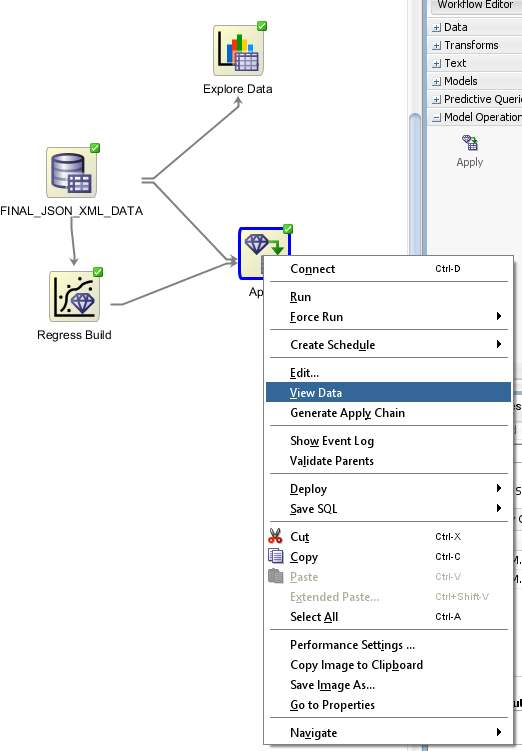 Workflow Editor
Data
Transforms
Text
Models
Predictive Queri
Model Operation
Apply
Explore Data
FINAL_JSON_XML_DATA
Regress Build
Ap
Connect Ctrl-D
Run
Force Run
Create Schedule
Edit...
View Data
Generate Apply Chain
Show Event Log
Validate Parents
Deploy
Save SQL
Cut Ctrl-X
Copy Ctrl-C
Paste Ctrl-V
Extended Paste... Ctrl+Shift-V
Select All Ctrl-A
Performance Settings ...
Copy Image to Clipboard
Save Image As...
Go to Properties
Navigate